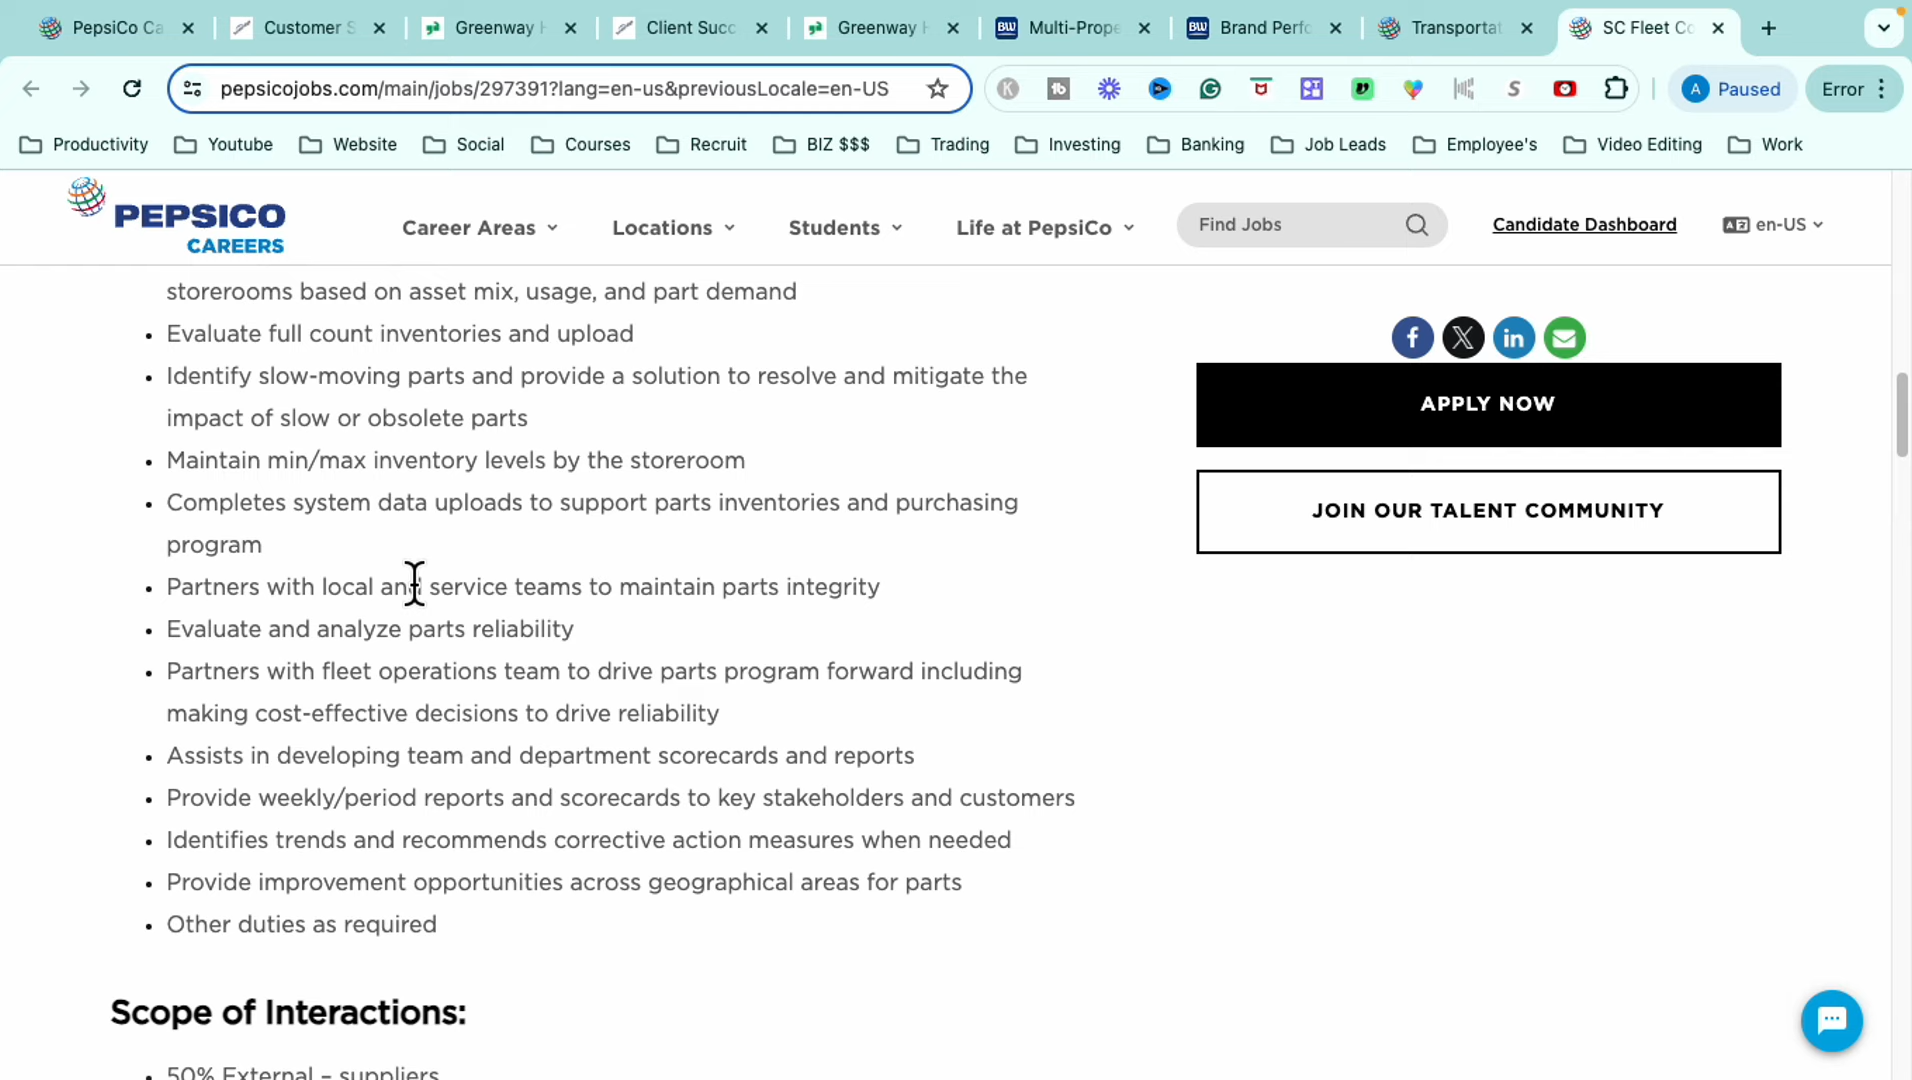 PepsiCo Ca
Customer S
Greenway H
Client Succ
Greenway H
Multi-Prope
Brand Perfo
Transportat
SC Fleet Co
pepsicojobs.com/main/jobs/297391?lang=en-us&previousLocale=en-US
A Paused
Error
Productivity
Youtube
Website
Social
Courses
Recruit
BIZ $$$
Trading
Investing
Banking
Job Leads
Employee's
Video Editing
Work
PEPSICO
CAREERS
Career Areas
Locations
Students
Life at PepsiCo
Find Jobs
Candidate Dashboard
en-US
storerooms based on asset mix, usage, and part demand
• Evaluate full count inventories and upload
• Identify slow-moving parts and provide a solution to resolve and mitigate the
impact of slow or obsolete parts
• Maintain min/max inventory levels by the storeroom
• Completes system data uploads to support parts inventories and purchasing
program
• Partners with local and service teams to maintain parts integrity
• Evaluate and analyze parts reliability
• Partners with fleet operations team to drive parts program forward including
making cost-effective decisions to drive reliability
• Assists in developing team and department scorecards and reports
• Provide weekly/period reports and scorecards to key stakeholders and customers
• Identifies trends and recommends corrective action measures when needed
• Provide improvement opportunities across geographical areas for parts
• Other duties as required
Scope of Interactions:
• 50% External – suppliers
APPLY NOW
JOIN OUR TALENT COMMUNITY